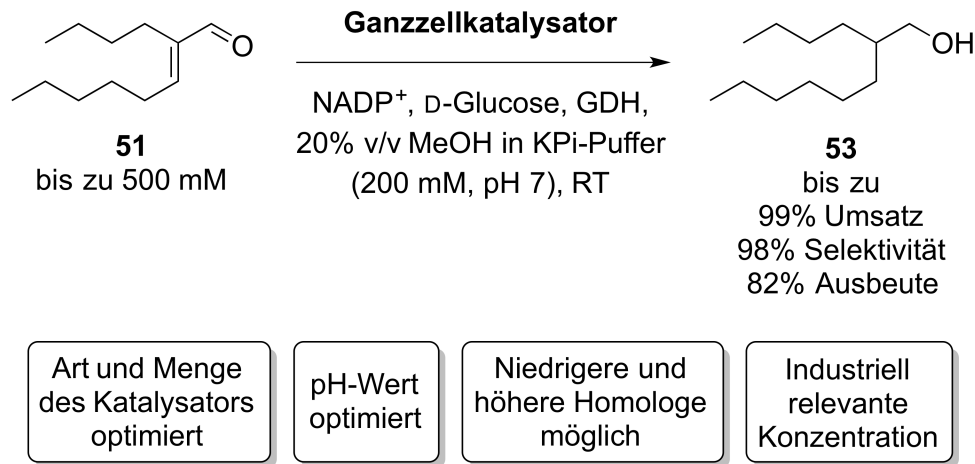 O
Ganzzellkatalysator
OH
NADP⁺, D-Glucose, GDH,
20% v/v MeOH in KPi-Puffer
(200 mM, pH 7), RT
51
bis zu 500 mM
53
bis zu
99% Umsatz
98% Selektivität
82% Ausbeute
Art und Menge
des Katalysators
optimiert
pH-Wert
optimiert
Niedrigere und
höhere Homologe
möglich
Industriell
relevante
Konzentration